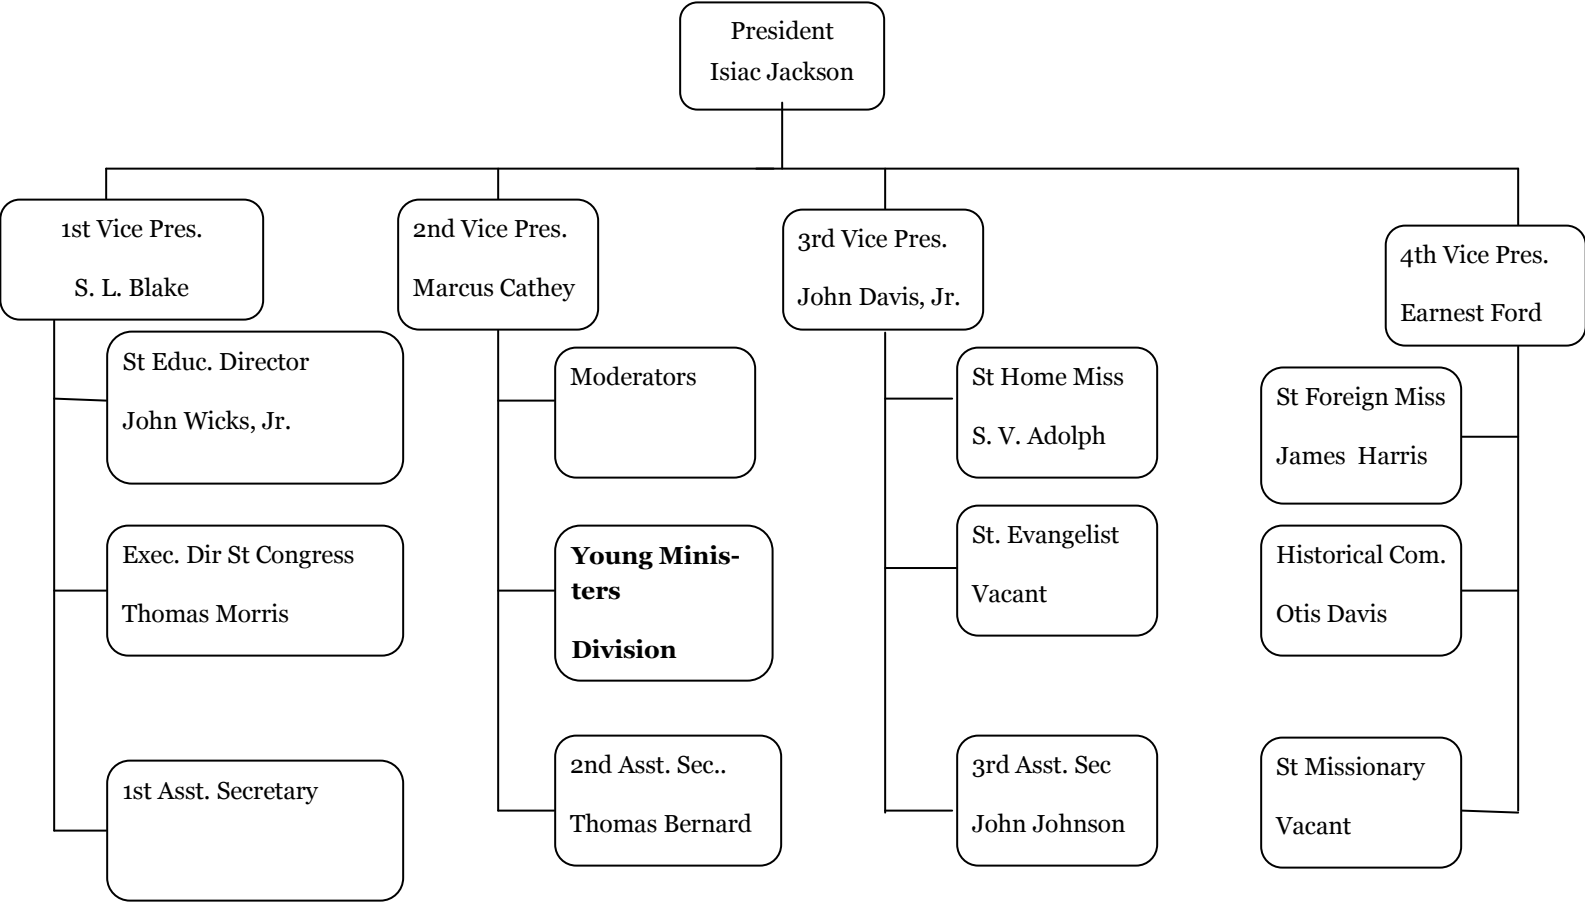 President
Isiac Jackson
1st Vice Pres.
S. L. Blake
2nd Vice Pres.
Marcus Cathey
3rd Vice Pres.
John Davis, Jr.
4th Vice Pres.
Earnest Ford
St Educ. Director
John Wicks, Jr.
Moderators
St Home Miss
S. V. Adolph
St Foreign Miss
James  Harris
Exec. Dir St Congress
Thomas Morris
Young Minis-
ters
Division
St. Evangelist
Vacant
Historical Com.
Otis Davis
1st Asst. Secretary
2nd Asst. Sec..
Thomas Bernard
3rd Asst. Sec
John Johnson
St Missionary
Vacant